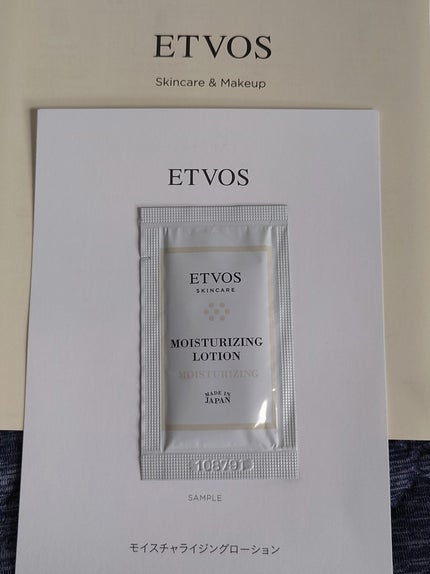 ETVOS
Skincare & Makeup
ETVOS
ETVOS
SKINCARE
MOISTURIZING
LOTION
MOISTURIZING
MADE IN
JAPAN
108791
SAMPLE
モイスチャライジングローション